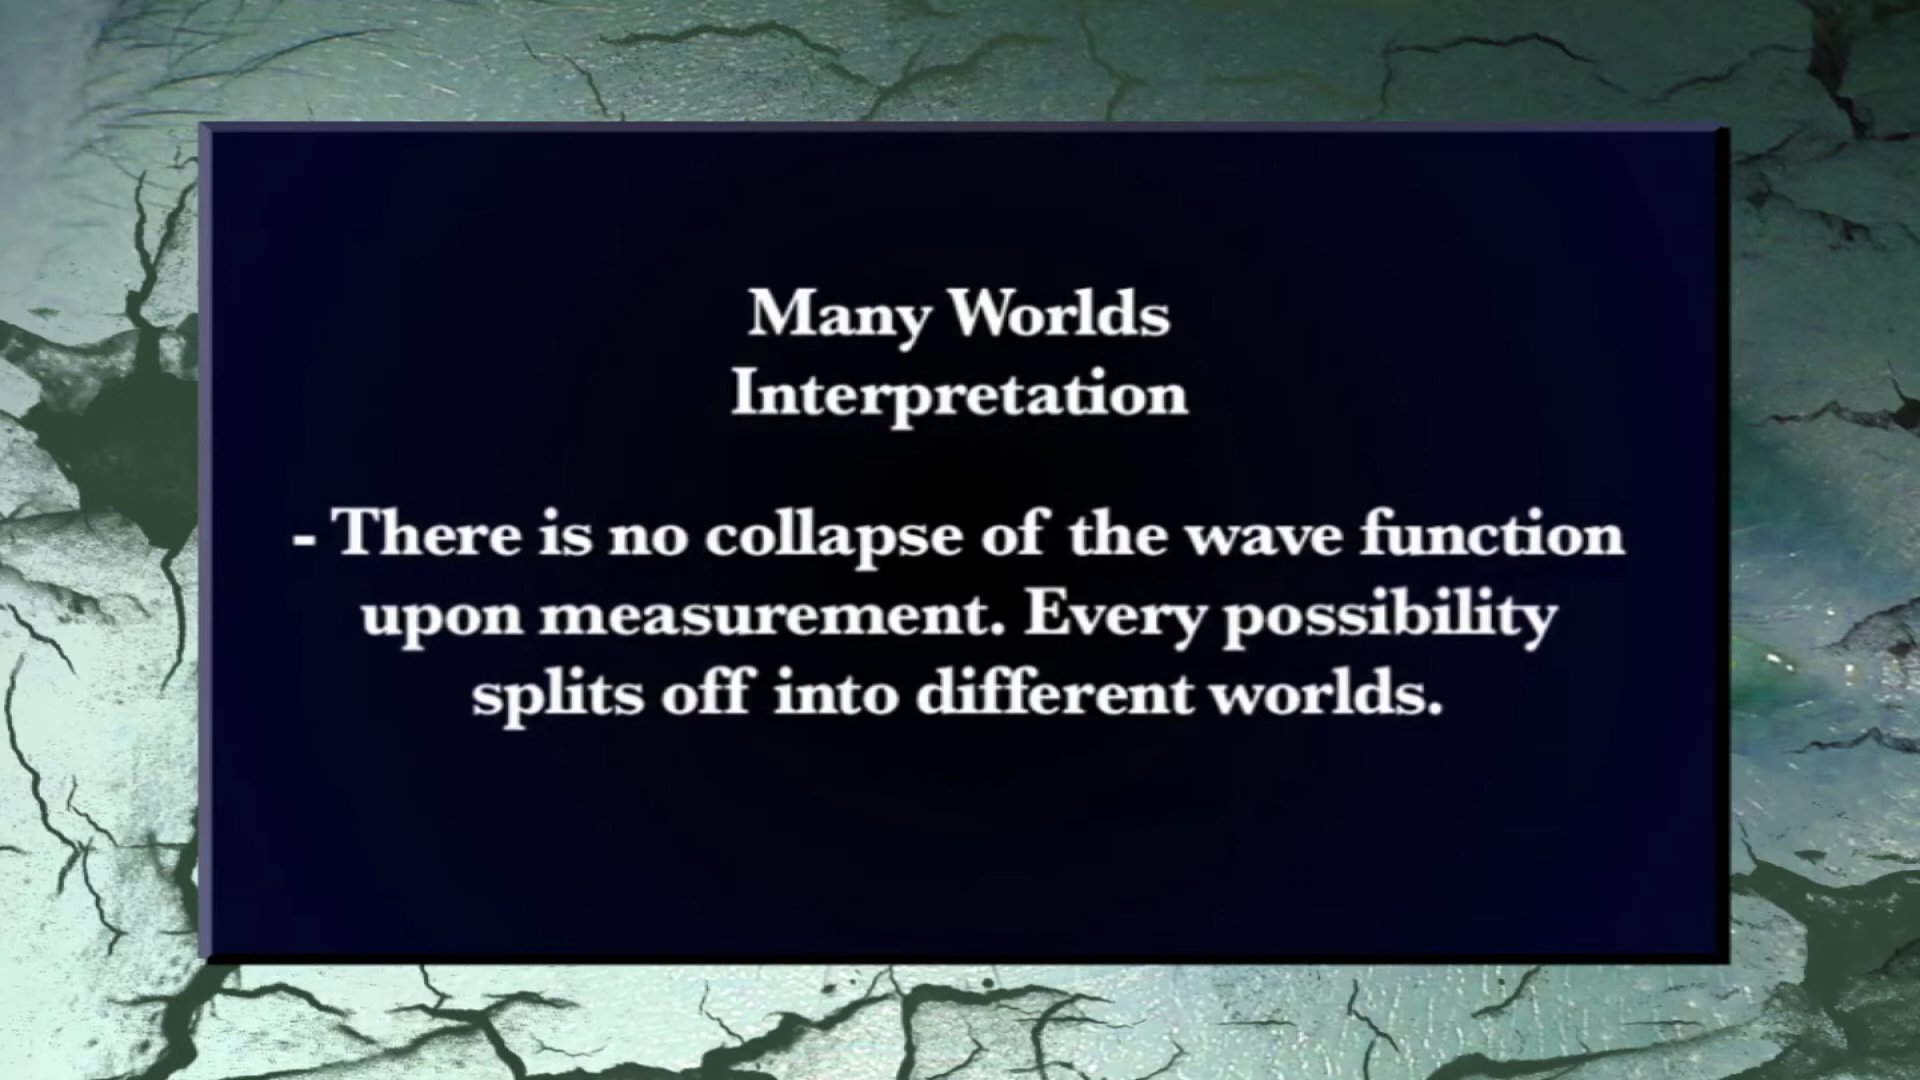 Many Worlds
Interpretation
- There is no collapse of the wave function
upon measurement. Every possibility
splits off into different worlds.